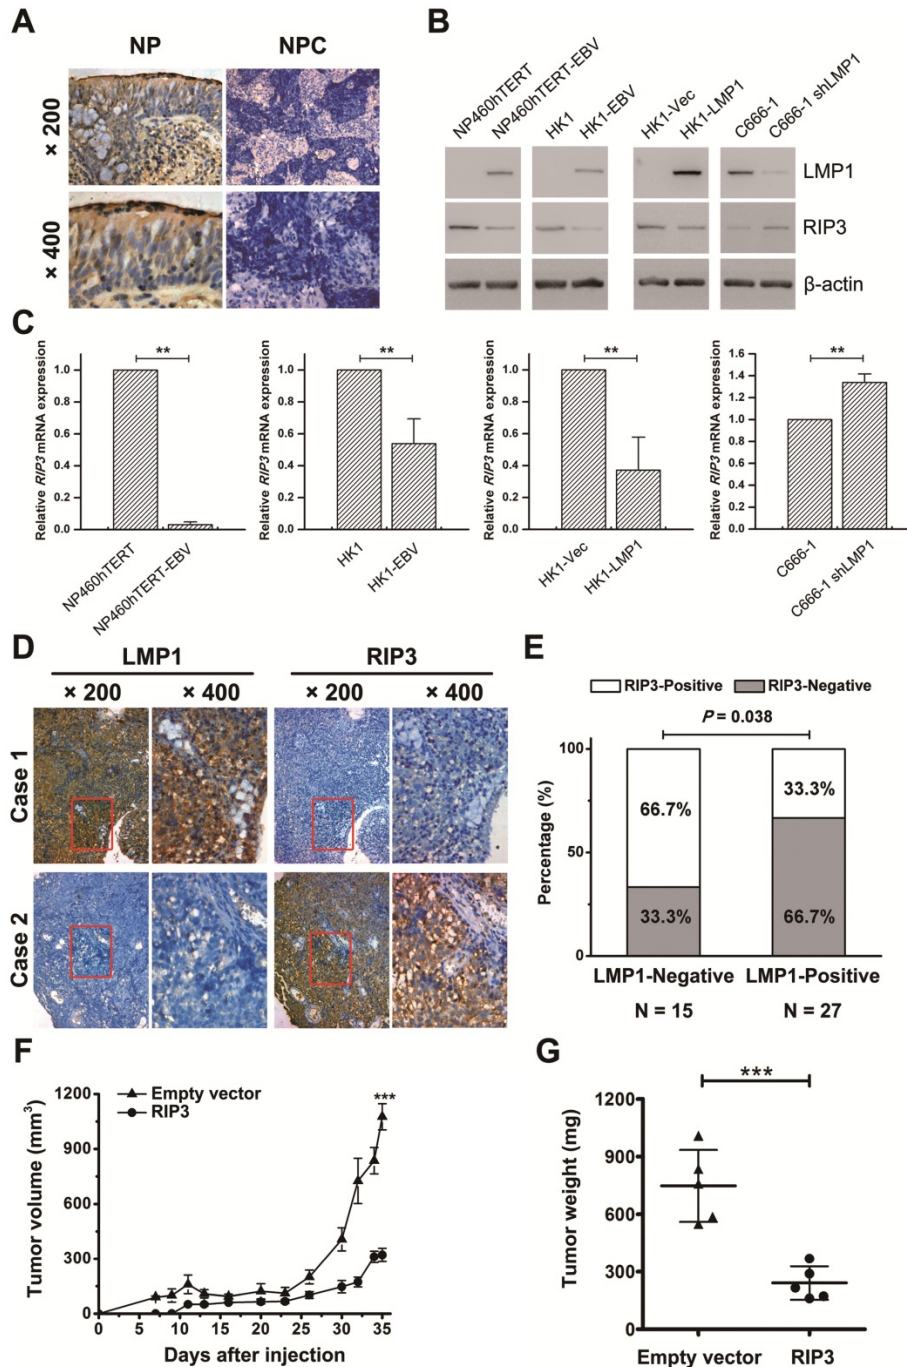 A
NP
NPC
× 200
× 400
B
NP460hTERT
NP460hTERT-EBV
HK1
HK1-EBV
HK1-Vec
HK1-LMP1
C666-1
C666-1 shLMP1
LMP1
RIP3
β-actin
C
Relative RIP3 mRNA expression
1.0
0.8
0.6
0.4
0.2
0.0
**
NP460hTERT
NP460hTERT-EBV
Relative RIP3 mRNA expression
1.0
0.8
0.6
0.4
0.2
0.0
**
HK1
HK1-EBV
Relative RIP3 mRNA expression
1.0
0.8
0.6
0.4
0.2
0.0
**
HK1-Vec
HK1-LMP1
Relative RIP3 mRNA expression
1.6
1.4
1.2
1.0
0.8
0.6
0.4
0.2
0.0
**
C666-1
C666-1 shLMP1
D
LMP1
RIP3
× 200
× 400
× 200
× 400
Case 1
Case 2
E
RIP3-Positive
RIP3-Negative
P = 0.038
Percentage (%)
100
50
0
66.7%
33.3%
33.3%
66.7%
LMP1-Negative
LMP1-Positive
N = 15
N = 27
F
Tumor volume (mm³)
1200
900
600
300
0
Empty vector
RIP3
***
0 5 10 15 20 25 30 35
Days after injection
G
***
Tumor weight (mg)
1200
900
600
300
0
Empty vector
RIP3